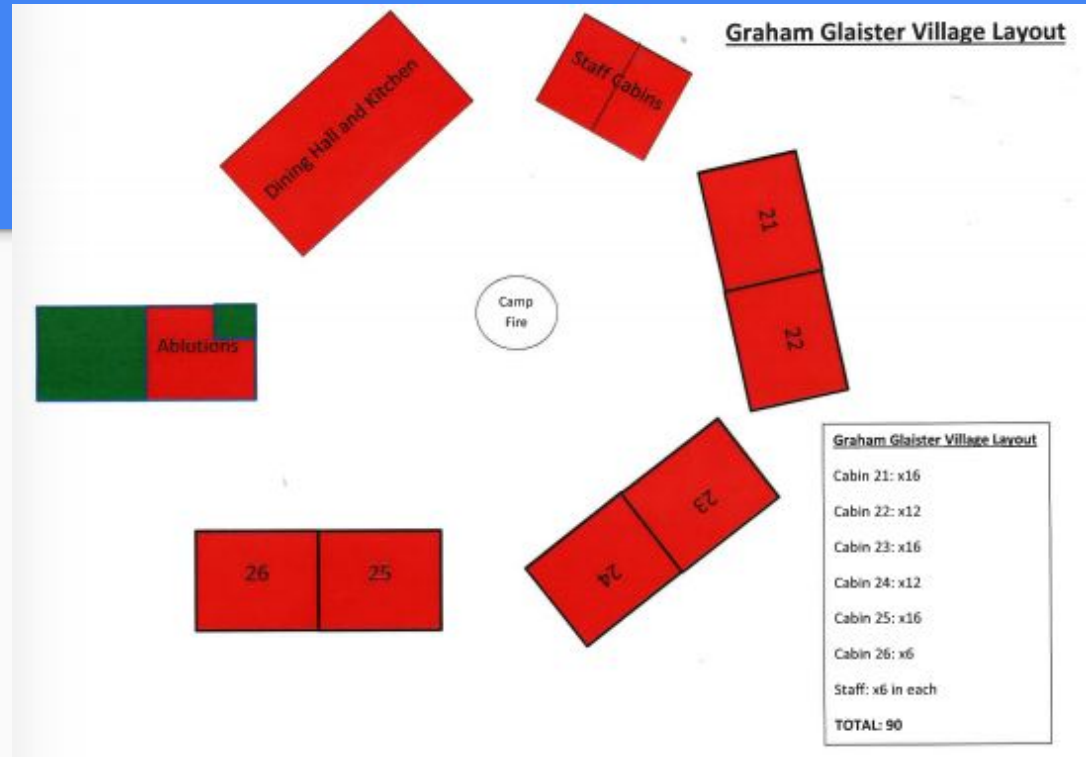 Graham Glaister Village Layout
Staff Cabins
Dining Hall and Kitchen
21
Camp
Fire
22
Ablutions
Graham Glaister Village Layout
Cabin 21: x16
Cabin 22: x12
Cabin 23: x16
Cabin 24: x12
Cabin 25: x16
Cabin 26: x6
Staff: x6 in each
TOTAL: 90
23
24
26
25